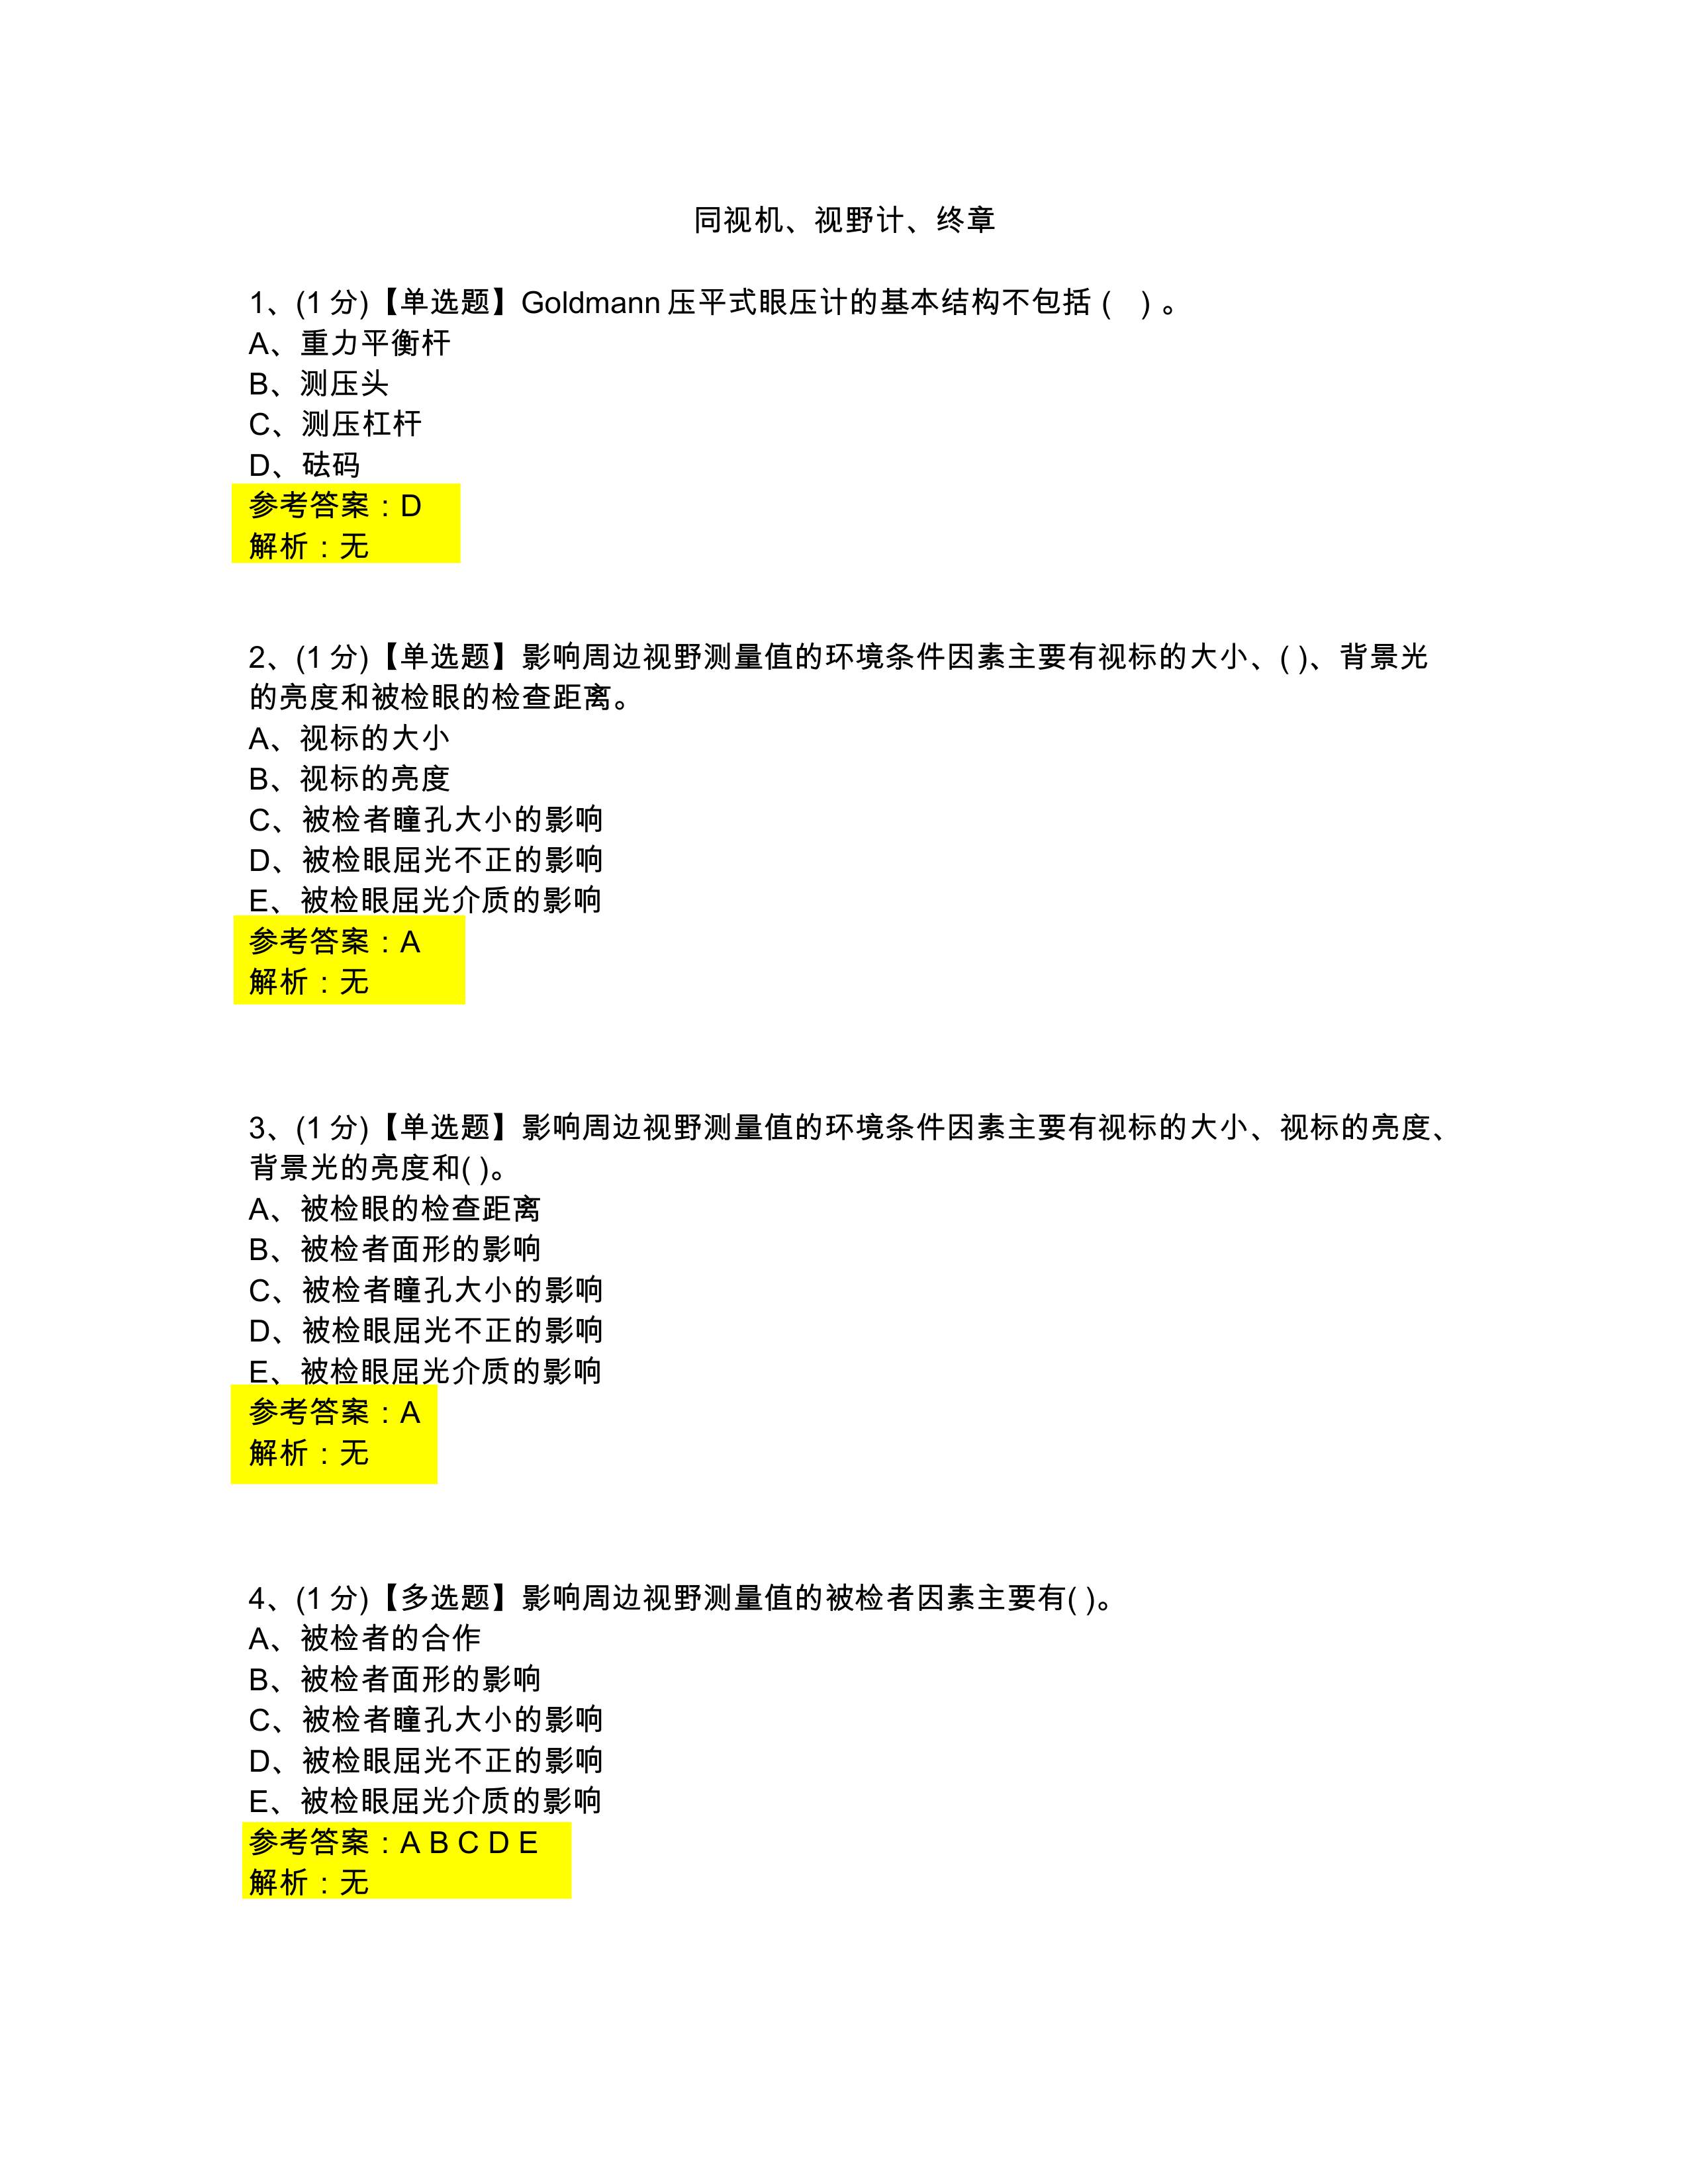 同视机、视野计、终章
1、(1 分)【单选题】Goldmann 压平式眼压计的基本结构不包括 ( ) 。
A、重力平衡杆
B、测压头
C、测压杠杆
D、砝码
参考答案：D
解析：无
2、(1 分)【单选题】影响周边视野测量值的环境条件因素主要有视标的大小、( )、背景光
的亮度和被检眼的检查距离。
A、视标的大小
B、视标的亮度
C、被检者瞳孔大小的影响
D、被检眼屈光不正的影响
E、被检眼屈光介质的影响
参考答案：A
解析：无
3、(1 分)【单选题】影响周边视野测量值的环境条件因素主要有视标的大小、视标的亮度、
背景光的亮度和( )。
A、被检眼的检查距离
B、被检者面形的影响
C、被检者瞳孔大小的影响
D、被检眼屈光不正的影响
E、被检眼屈光介质的影响
参考答案：A
解析：无
4、(1 分)【多选题】影响周边视野测量值的被检者因素主要有( )。
A、被检者的合作
B、被检者面形的影响
C、被检者瞳孔大小的影响
D、被检眼屈光不正的影响
E、被检眼屈光介质的影响
参考答案：A B C D E
解析：无